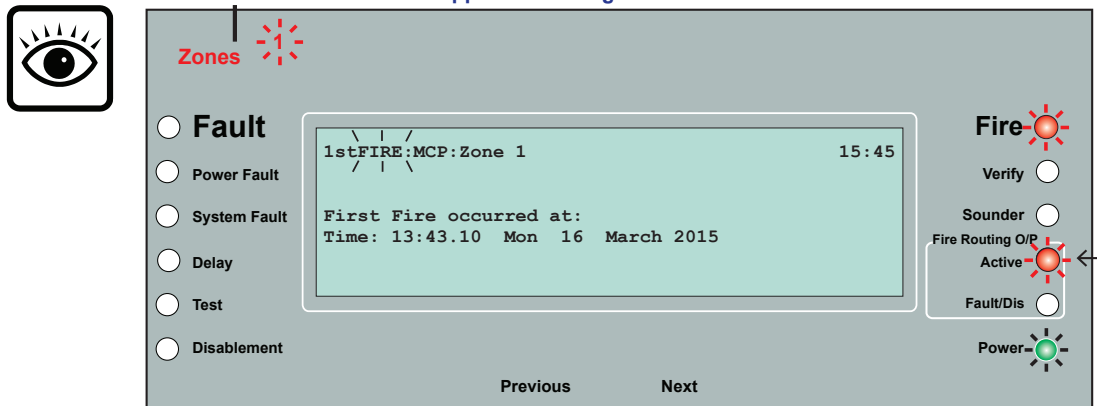 Zones 1
Fault
Power Fault
System Fault
Delay
Test
Disablement
1stFIRE:MCP:Zone 1 15:45
First Fire occurred at:
Time: 13:43.10 Mon 16 March 2015
Fire
Verify
Sounder
Fire Routing O/P
Active
Fault/Dis
Power
Previous Next